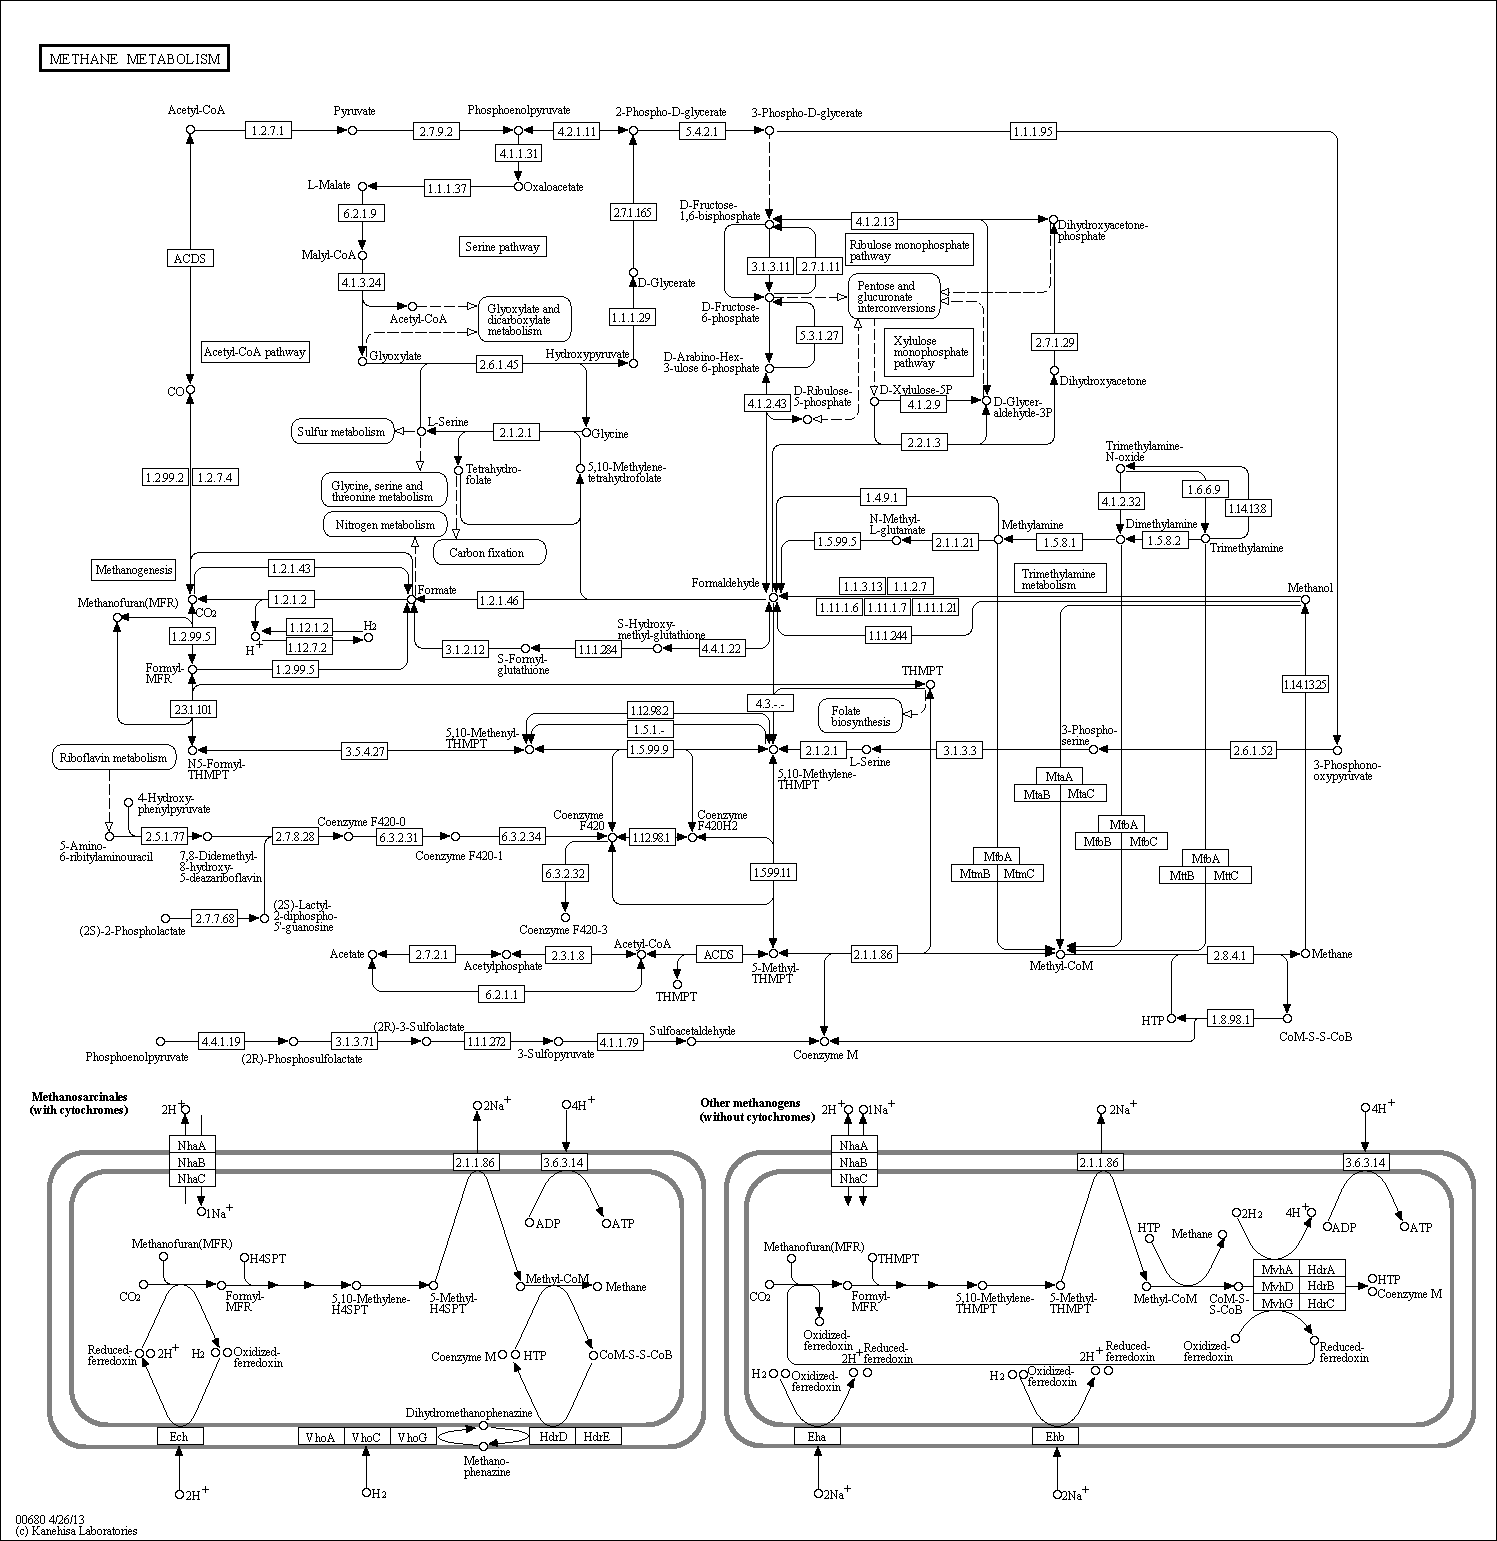 METHANE METABOLISM
Acetyl-CoA
Pyruvate
Phosphoenolpyruvate
2-Phospho-D-glycerate
3-Phospho-D-glycerate
1.2.7.1
2.7.9.2
4.2.1.11
5.4.2.1
1.1.1.95
4.1.1.31
L-Malate
1.1.1.37
Oxaloacetate
6.2.1.9
2.7.1.165
D-Fructose-
1,6-bisphosphate
4.1.2.13
Dihydroxyacetone-
phosphate
Serine pathway
Ribulose monophosphate
pathway
Malyl-CoA
ACDS
3.1.3.11
2.7.1.11
4.1.3.24
D-Glycerate
Pentose and
glucuronate
interconversions
Acetyl-CoA
Glyoxylate and
dicarboxylate
metabolism
1.1.1.29
D-Fructose-
6-phosphate
5.3.1.27
Xylulose
monophosphate
pathway
2.7.1.29
Acetyl-CoA pathway
Glyoxylate
2.6.1.45
Hydroxypyruvate
D-Arabino-Hex-
3-ulose 6-phosphate
Dihydroxyacetone
CO
4.1.2.43
D-Ribulose-
5-phosphate
D-Xylulose-5P
4.1.2.9
D-Glycer-
aldehyde-3P
Sulfur metabolism
L-Serine
2.1.2.1
Glycine
2.2.1.3
1.2.99.2
1.2.7.4
Glycine, serine and
threonine metabolism
Tetrahydro-
folate
5,10-Methylene-
tetrahydrofolate
Trimethylamine-
N-oxide
1.4.9.1
4.1.2.32
1.6.6.9
1.14.13.8
Nitrogen metabolism
N-Methyl-
L-glutamate
Methylamine
Dimethylamine
Carbon fixation
1.5.99.5
2.1.1.21
1.5.8.1
1.5.8.2
Trimethylamine
Methanogenesis
1.2.1.43
Formate
Formaldehyde
1.1.3.13
1.1.2.7
Trimethylamine
metabolism
Methanol
Methanofuran(MFR)
CO2
1.2.1.2
1.2.1.46
1.11.1.6
1.11.1.7
1.11.1.21
1.2.99.5
1.12.1.2
H2
H+
1.12.7.2
S-Hydroxy-
methyl-glutathione
1.1.1.244
3.1.2.12
1.1.1.284
4.4.1.22
S-Formyl-
glutathione
Formyl-
MFR
1.2.99.5
THMPT
1.14.13.25
2.3.1.101
1.12.98.2
4.3.-.-
Folate
biosynthesis
1.5.1.-
5,10-Methenyl-
THMPT
3-Phospho-
serine
3.5.4.27
1.5.99.9
2.1.2.1
3.1.3.3
2.6.1.52
Riboflavin metabolism
N5-Formyl-
THMPT
L-Serine
5,10-Methylene-
THMPT
3-Phosphono-
oxypyruvate
MtaA
MtaB
MtaC
4-Hydroxy-
phenylpyruvate
Coenzyme F420-0
Coenzyme
F420
Coenzyme
F420H2
MtbA
MtbB
MtbC
2.5.1.77
2.7.8.28
6.3.2.31
6.3.2.34
1.12.98.1
5-Amino-
6-ribitylaminouracil
7,8-Didemethyl-
8-hydroxy-
5-deazariboflavin
Coenzyme F420-1
MtbA
MtmB
MtmC
MtbA
MttB
MttC
6.3.2.32
1.5.99.11
2.7.7.68
(2S)-2-Phospholactate
(2S)-Lactyl-
2-diphospho-
5'-guanosine
Coenzyme F420-3
Acetate
2.7.2.1
Acetylphosphate
2.3.1.8
Acetyl-CoA
ACDS
5-Methyl-
THMPT
2.1.1.86
Methyl-CoM
2.8.4.1
Methane
6.2.1.1
THMPT
HTP
1.8.98.1
CoM-S-S-CoB
Phosphoenolpyruvate
4.4.1.19
(2R)-Phosphosulfolactate
3.1.3.71
(2R)-3-Sulfolactate
1.1.1.272
3-Sulfopyruvate
4.1.1.79
Sulfoacetaldehyde
Coenzyme M
Methanosarcinales
(with cytochromes)
2H+
2Na+
4H+
NhaA
NhaB
NhaC
2.1.1.86
3.6.3.14
1Na+
ADP
ATP
Methanofuran(MFR)
H4SPT
CO2
Formyl-
MFR
5,10-Methylene-
H4SPT
5-Methyl-
H4SPT
Methyl-CoM
Methane
Reduced-
ferredoxin
2H+
H2
Oxidized-
ferredoxin
Coenzyme M
HTP
CoM-S-S-CoB
Dihydromethanophenazine
Ech
VhoA
VhoC
VhoG
HdrD
HdrE
Methano-
phenazine
2H+
H2
Other methanogens
(without cytochromes)
2H+
1Na+
2Na+
4H+
NhaA
NhaB
NhaC
2.1.1.86
3.6.3.14
HTP
Methane
2H2
4H+
ADP
ATP
Methanofuran(MFR)
THMPT
CO2
Formyl-
MFR
5,10-Methylene-
THMPT
5-Methyl-
THMPT
Methyl-CoM
CoM-S-
S-CoB
MvhA
HdrA
MvhD
HdrB
MvhG
HdrC
HTP
Coenzyme M
Oxidized-
ferredoxin
Oxidized-
ferredoxin
Reduced-
ferredoxin
H2
Oxidized-
ferredoxin
2H+
Reduced-
ferredoxin
H2
Oxidized-
ferredoxin
2H+
Reduced-
ferredoxin
Eha
Ehb
2Na+
2Na+
00680 4/26/13
(c) Kanehisa Laboratories